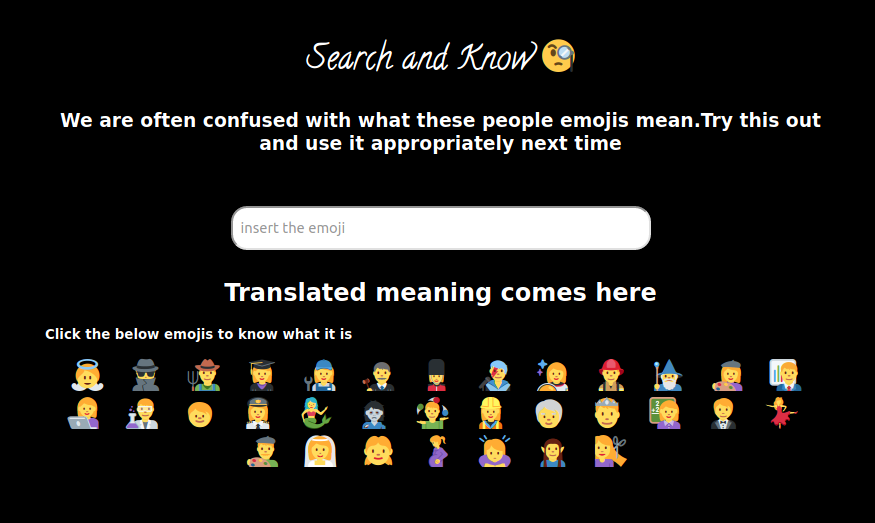 Search and Know🧐
We are often confused with what these people emojis mean.Try this out
and use it appropriately next time
insert the emoji
Translated meaning comes here
Click the below emojis to know what it is